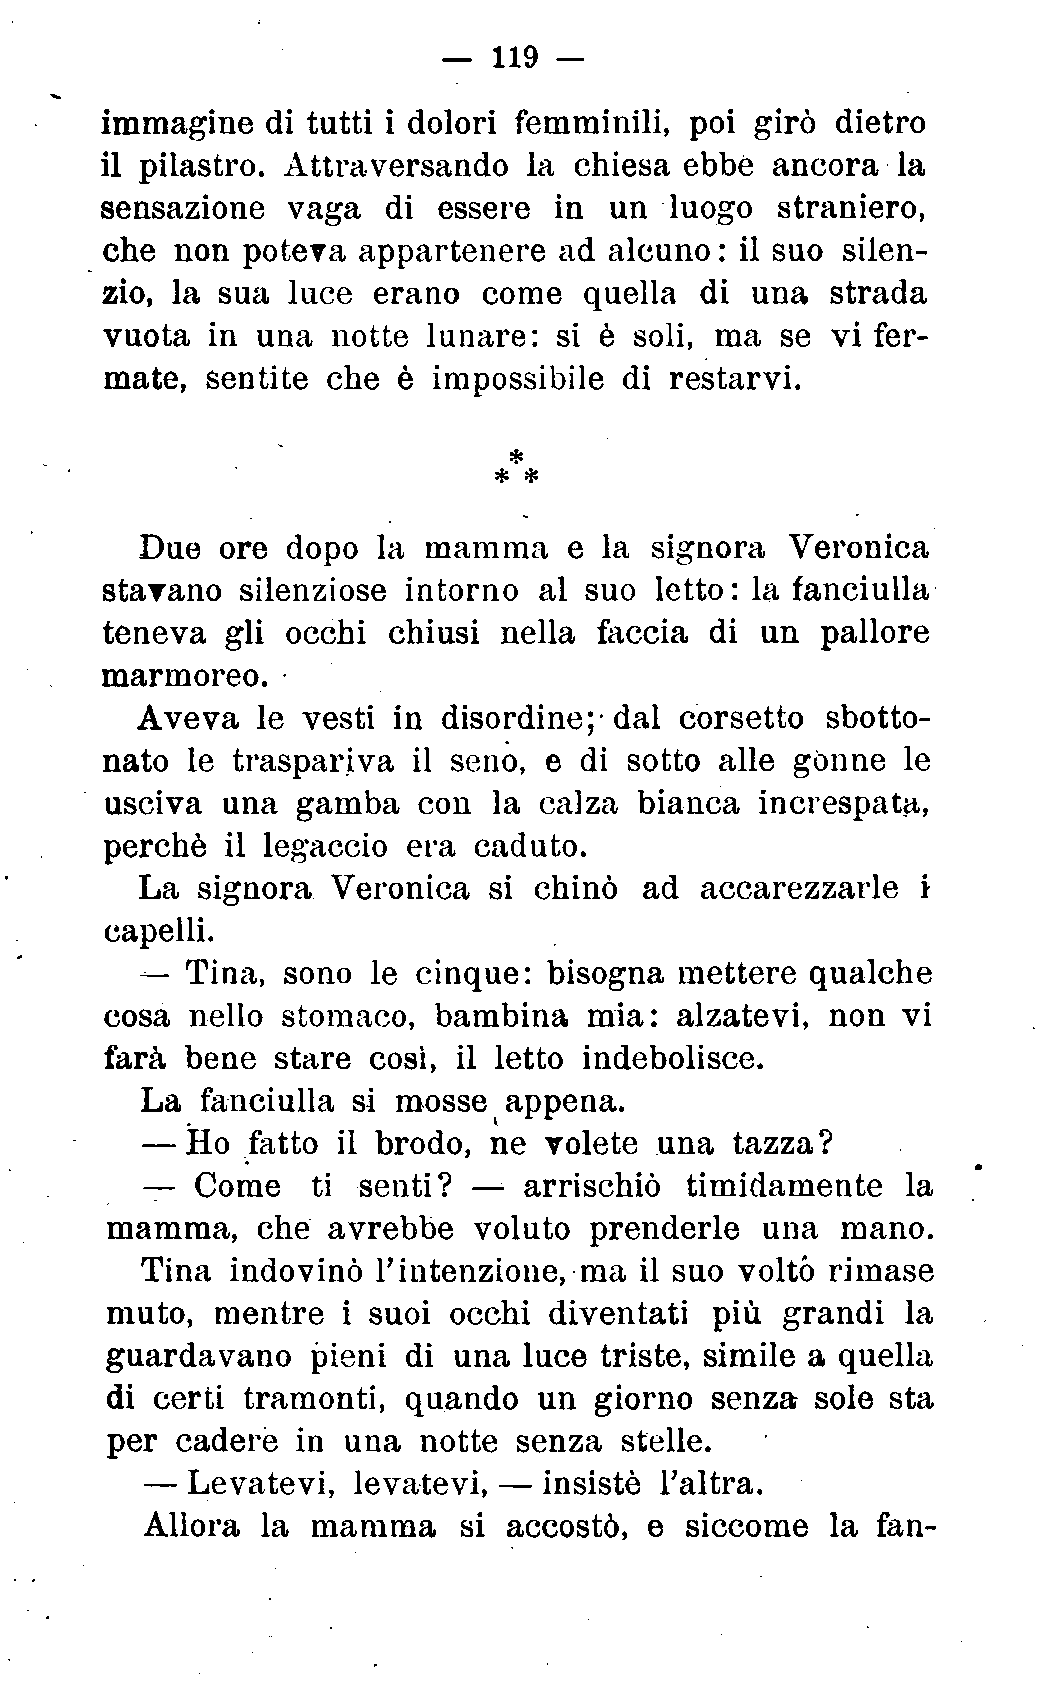 — 119 —
immagine di tutti i dolori femminili, poi girò dietro
il pilastro. Attraversando la chiesa ebbe ancora la
sensazione vaga di essere in un luogo straniero,
che non poteva appartenere ad alcuno: il suo silen-
zio, la sua luce erano come quella di una strada
vuota in una notte lunare: si è soli, ma se vi fer-
mate, sentite che è impossibile di restarvi.
*
* *
Due ore dopo la mamma e la signora Veronica
stavano silenziose intorno al suo letto: la fanciulla
teneva gli occhi chiusi nella faccia di un pallore
marmoreo.
Aveva le vesti in disordine; dal corsetto sbotto-
nato le traspariva il seno, e di sotto alle gonne le
usciva una gamba con la calza bianca increspata,
perchè il legaccio era caduto.
La signora Veronica si chinò ad accarezzarle i
capelli.
— Tina, sono le cinque: bisogna mettere qualche
cosa nello stomaco, bambina mia: alzatevi, non vi
farà bene stare così, il letto indebolisce.
La fanciulla si mosse appena.
— Ho fatto il brodo, ne volete una tazza?
— Come ti senti? — arrischiò timidamente la
mamma, che avrebbe voluto prenderle una mano.
Tina indovinò l'intenzione, ma il suo volto rimase
muto, mentre i suoi occhi diventati più grandi la
guardavano pieni di una luce triste, simile a quella
di certi tramonti, quando un giorno senza sole sta
per cadere in una notte senza stelle.
— Levatevi, levatevi, — insistè l'altra.
Allora la mamma si accostò, e siccome la fan-